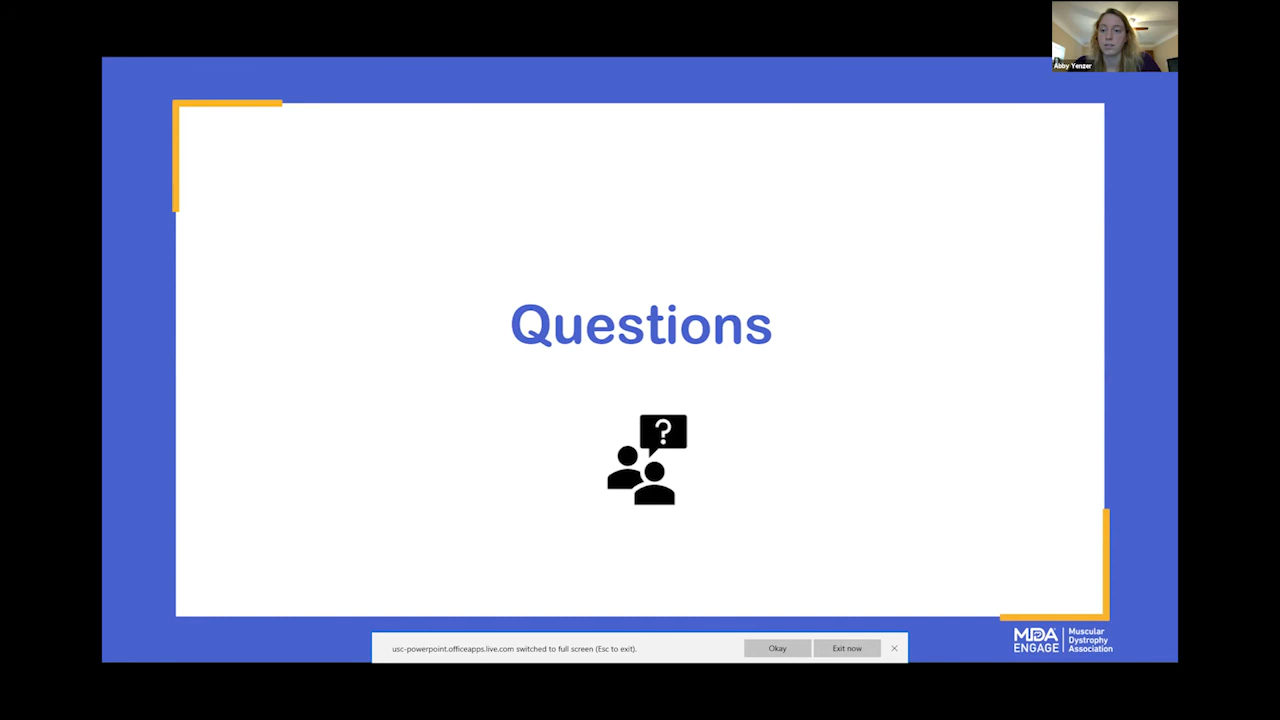 Abby Yenzer
Questions
?
usc-powerpoint.officeapps.live.com switched to full screen (Esc to exit).
Okay
Exit now
MDA ENGAGE
Muscular
Dystrophy
Association